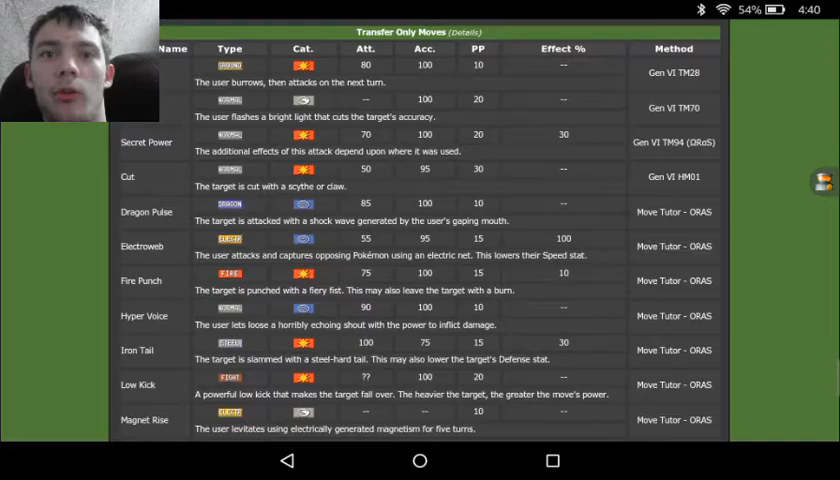 54% 4:40
Transfer Only Moves (Details)
Name Type Cat. Att. Acc. PP Effect % Method
GROUND 80 100 10 -- Gen VI TM28
The user burrows, then attacks on the next turn.
NORMAL -- 100 20 -- Gen VI TM70
The user flashes a bright light that cuts the target's accuracy.
Secret Power NORMAL 70 100 20 30 Gen VI TM94 (ΩRαS)
The additional effects of this attack depend upon where it was used.
Cut NORMAL 50 95 30 -- Gen VI HM01
The target is cut with a scythe or claw.
Dragon Pulse DRAGON 85 100 10 -- Move Tutor - ORAS
The target is attacked with a shock wave generated by the user's gaping mouth.
Electroweb ELECTR 55 95 15 100 Move Tutor - ORAS
The user attacks and captures opposing Pokémon using an electric net. This lowers their Speed stat.
Fire Punch FIRE 75 100 15 10 Move Tutor - ORAS
The target is punched with a fiery fist. This may also leave the target with a burn.
Hyper Voice NORMAL 90 100 10 -- Move Tutor - ORAS
The user lets loose a horribly echoing shout with the power to inflict damage.
Iron Tail STEEL 100 75 15 30 Move Tutor - ORAS
The target is slammed with a steel-hard tail. This may also lower the target's Defense stat.
Low Kick FIGHT ?? 100 20 -- Move Tutor - ORAS
A powerful low kick that makes the target fall over. The heavier the target, the greater the move's power.
Magnet Rise ELECTR -- -- 10 -- Move Tutor - ORAS
The user levitates using electrically generated magnetism for five turns.